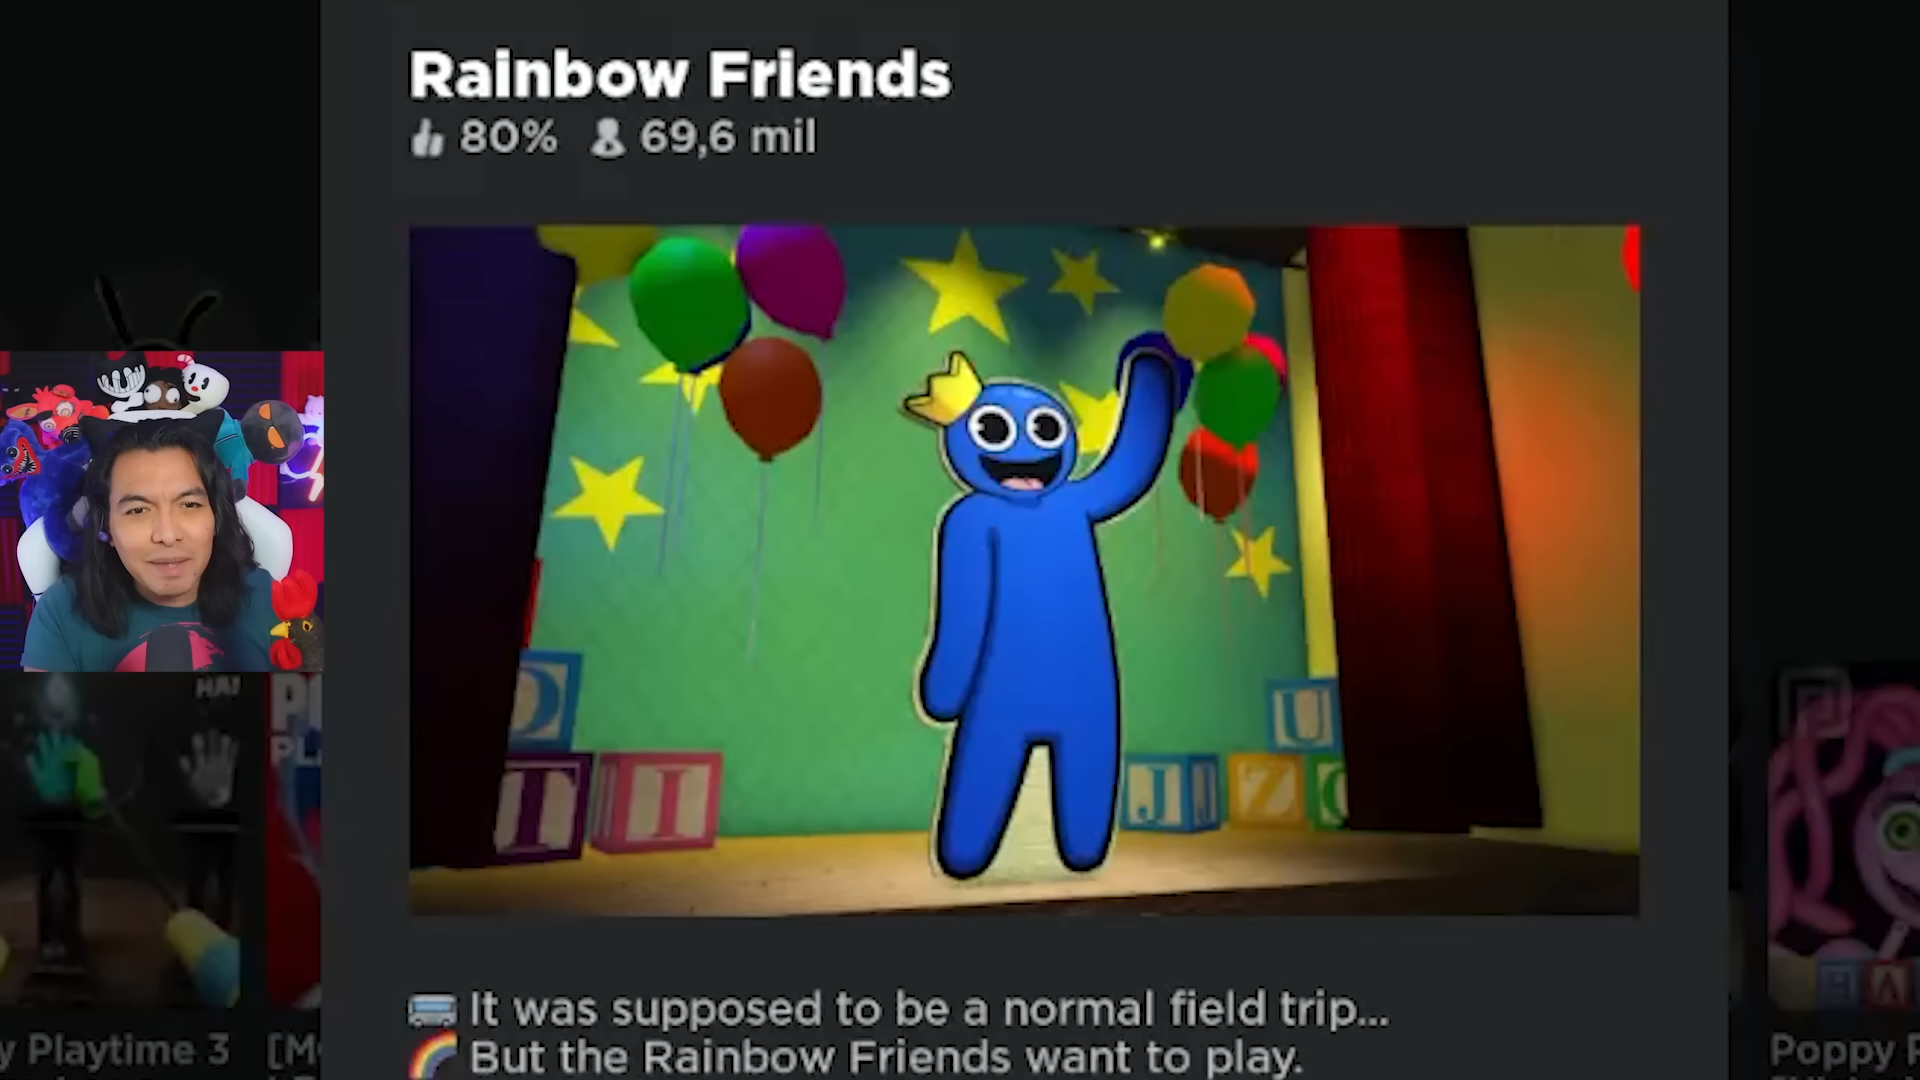 Rainbow Friends
80% 69,6 mil
HA!
D
T I
U
J Z
It was supposed to be a normal field trip...
But the Rainbow Friends want to play.
y Playtime 3
Poppy